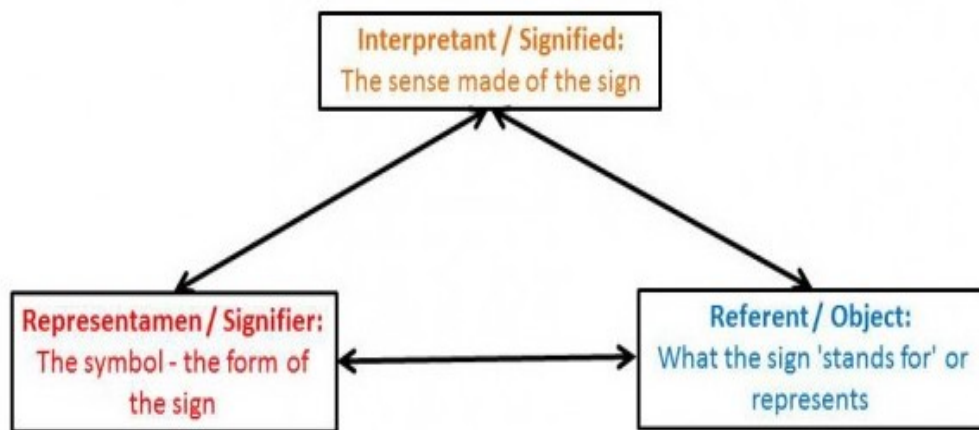 Interpretant / Signified:
The sense made of the sign
Representamen / Signifier:
The symbol - the form of
the sign
Referent / Object:
What the sign 'stands for' or
represents